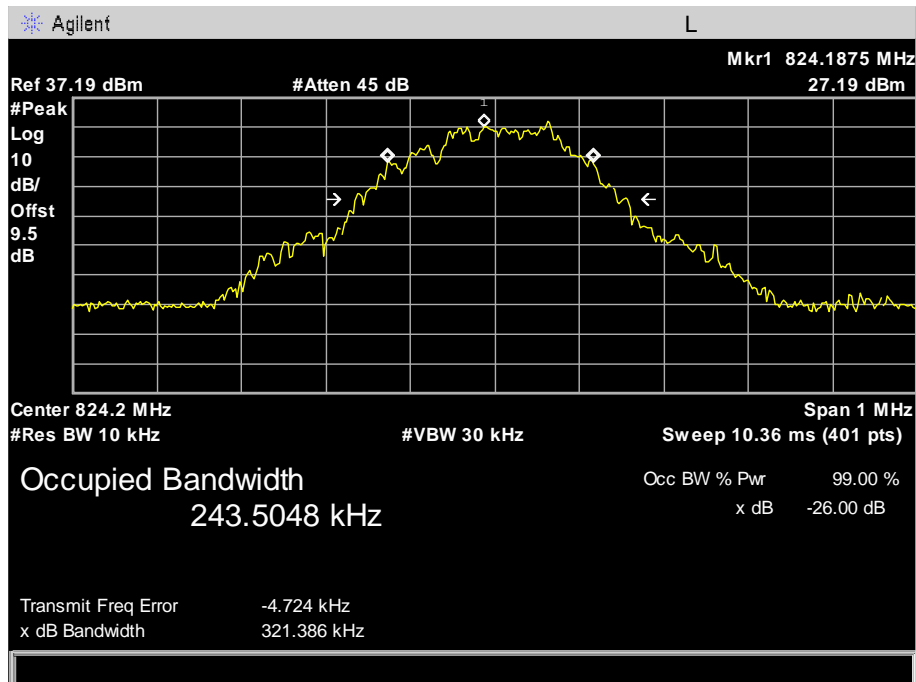 Agilent L
Mkr1 824.1875 MHz
Ref 37.19 dBm #Atten 45 dB 27.19 dBm
#Peak
1
Log
10
dB/
Offst
9.5
dB
Center 824.2 MHz Span 1 MHz
#Res BW 10 kHz #VBW 30 kHz Sweep 10.36 ms (401 pts)
Occupied Bandwidth Occ BW % Pwr 99.00 %
243.5048 kHz x dB -26.00 dB
Transmit Freq Error -4.724 kHz
x dB Bandwidth 321.386 kHz